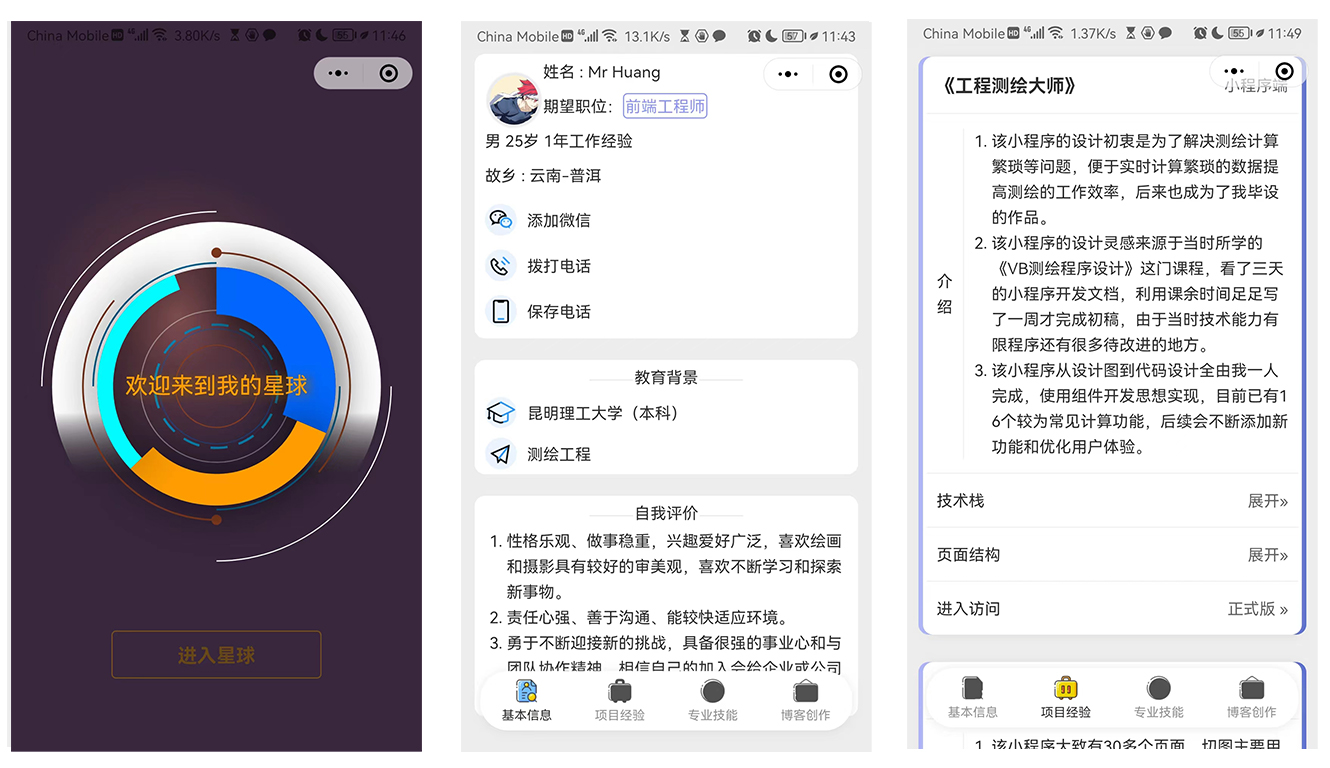 China Mobile HD 4G 3.80K/s 55 11:46
欢迎来到我的星球
进入星球
China Mobile HD 4G 13.1K/s 57 11:43
姓名 : Mr Huang
期望职位: 前端工程师
男 25岁 1年工作经验
故乡 : 云南-普洱
添加微信
拨打电话
保存电话
教育背景
昆明理工大学（本科）
测绘工程
自我评价
1. 性格乐观、做事稳重，兴趣爱好广泛，喜欢绘画
和摄影具有较好的审美观，喜欢不断学习和探索
新事物。
2. 责任心强、善于沟通、能较快适应环境。
3. 勇于不断迎接新的挑战，具备很强的事业心和与
团队协作精神，相信自己的加入会给企业或公司
基本信息
项目经验
专业技能
博客创作
China Mobile HD 4G 1.37K/s 55 11:49
《工程测绘大师》
小程序端
介
绍
1. 该小程序的设计初衷是为了解决测绘计算
繁琐等问题，便于实时计算繁琐的数据提
高测绘的工作效率，后来也成为了我毕设
的作品。
2. 该小程序的设计灵感来源于当时所学的
《VB测绘程序设计》这门课程，看了三天
的小程序开发文档，利用课余时间足足写
了一周才完成初稿，由于当时技术能力有
限程序还有很多待改进的地方。
3. 该小程序从设计图到代码设计全由我一人
完成，使用组件开发思想实现，目前已有1
6个较为常见计算功能，后续会不断添加新
功能和优化用户体验。
技术栈 展开»
页面结构 展开»
进入访问 正式版 »
基本信息
项目经验
专业技能
博客创作
1. 该小程序大致有30多个页面，切图主要用